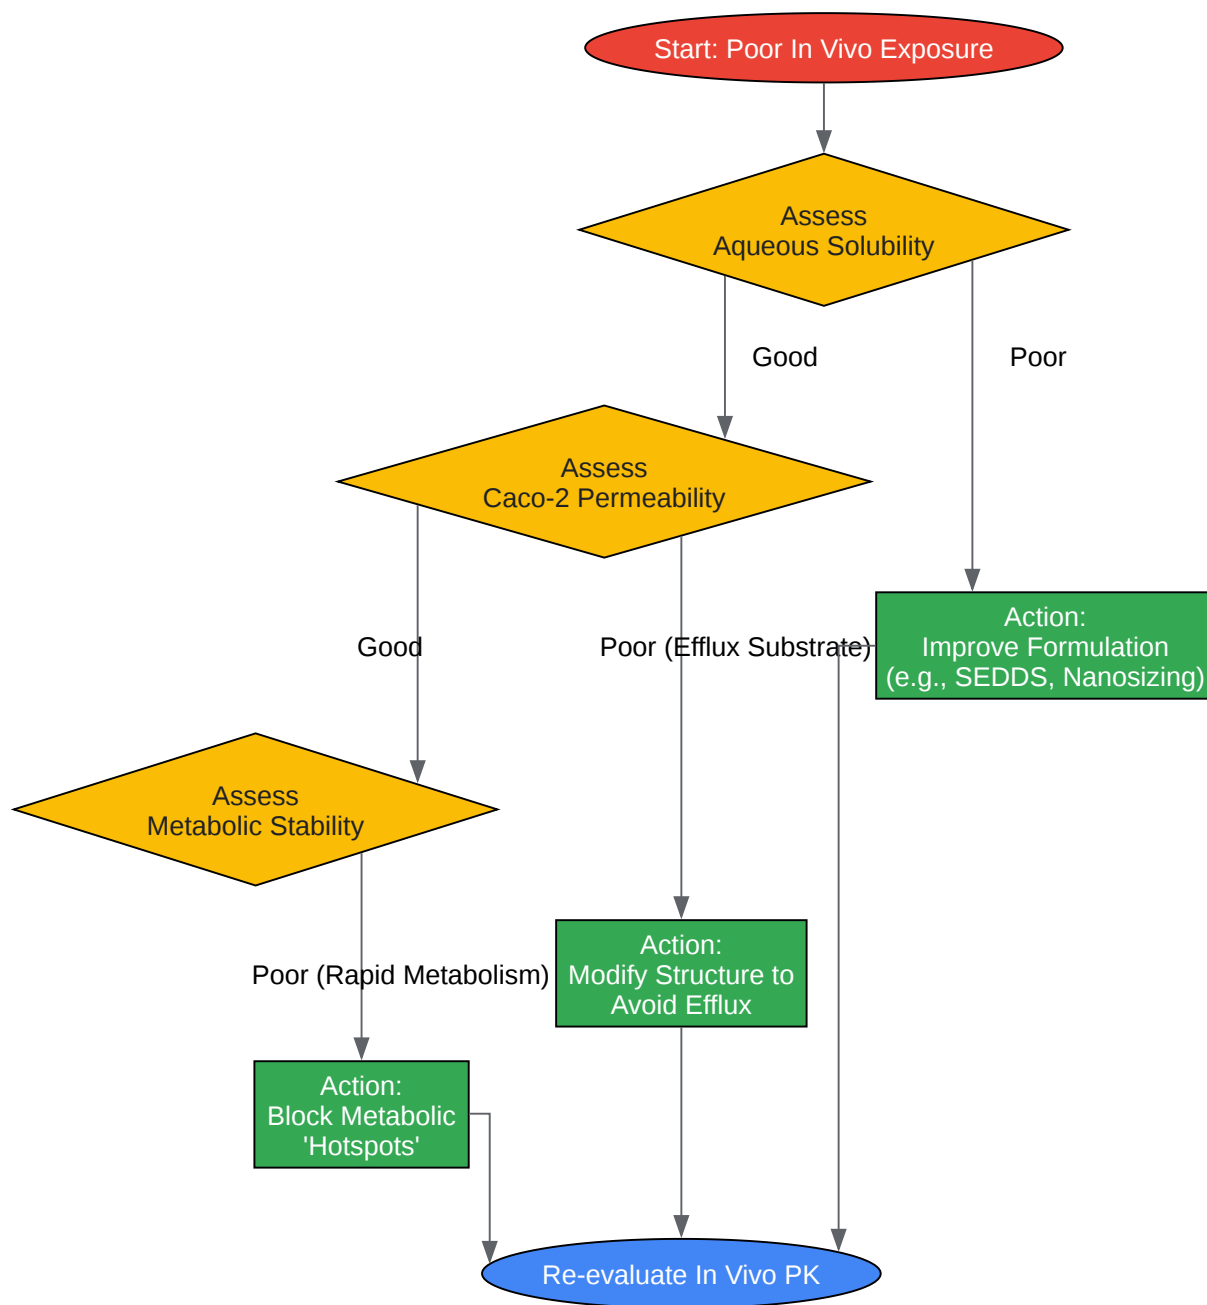 Start: Poor In Vivo Exposure
Assess
Aqueous Solubility
Good
Poor
Assess
Caco-2 Permeability
Good
Poor (Efflux Substrate)
Action:
Improve Formulation
(e.g., SEDDS, Nanosizing)
Assess
Metabolic Stability
Poor (Rapid Metabolism)
Action:
Modify Structure to
Avoid Efflux
Action:
Block Metabolic
'Hotspots'
Re-evaluate In Vivo PK